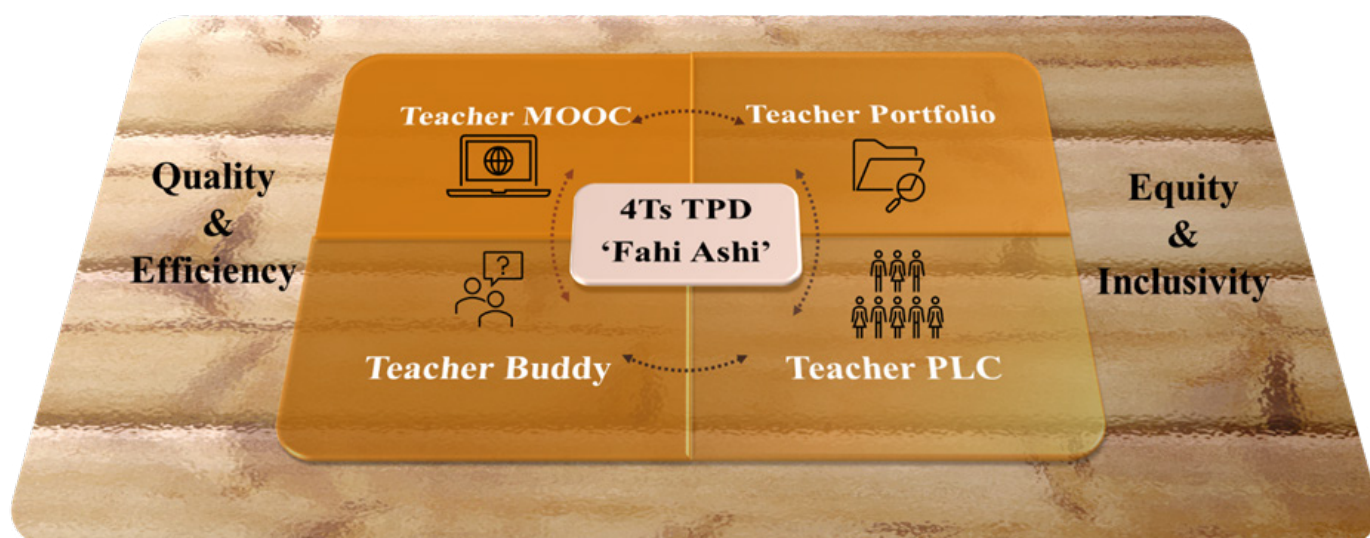 Teacher MOOC
Teacher Portfolio
Quality
&
Efficiency
4Ts TPD
‘Fahi Ashi’
Equity
&
Inclusivity
?
Teacher Buddy
Teacher PLC